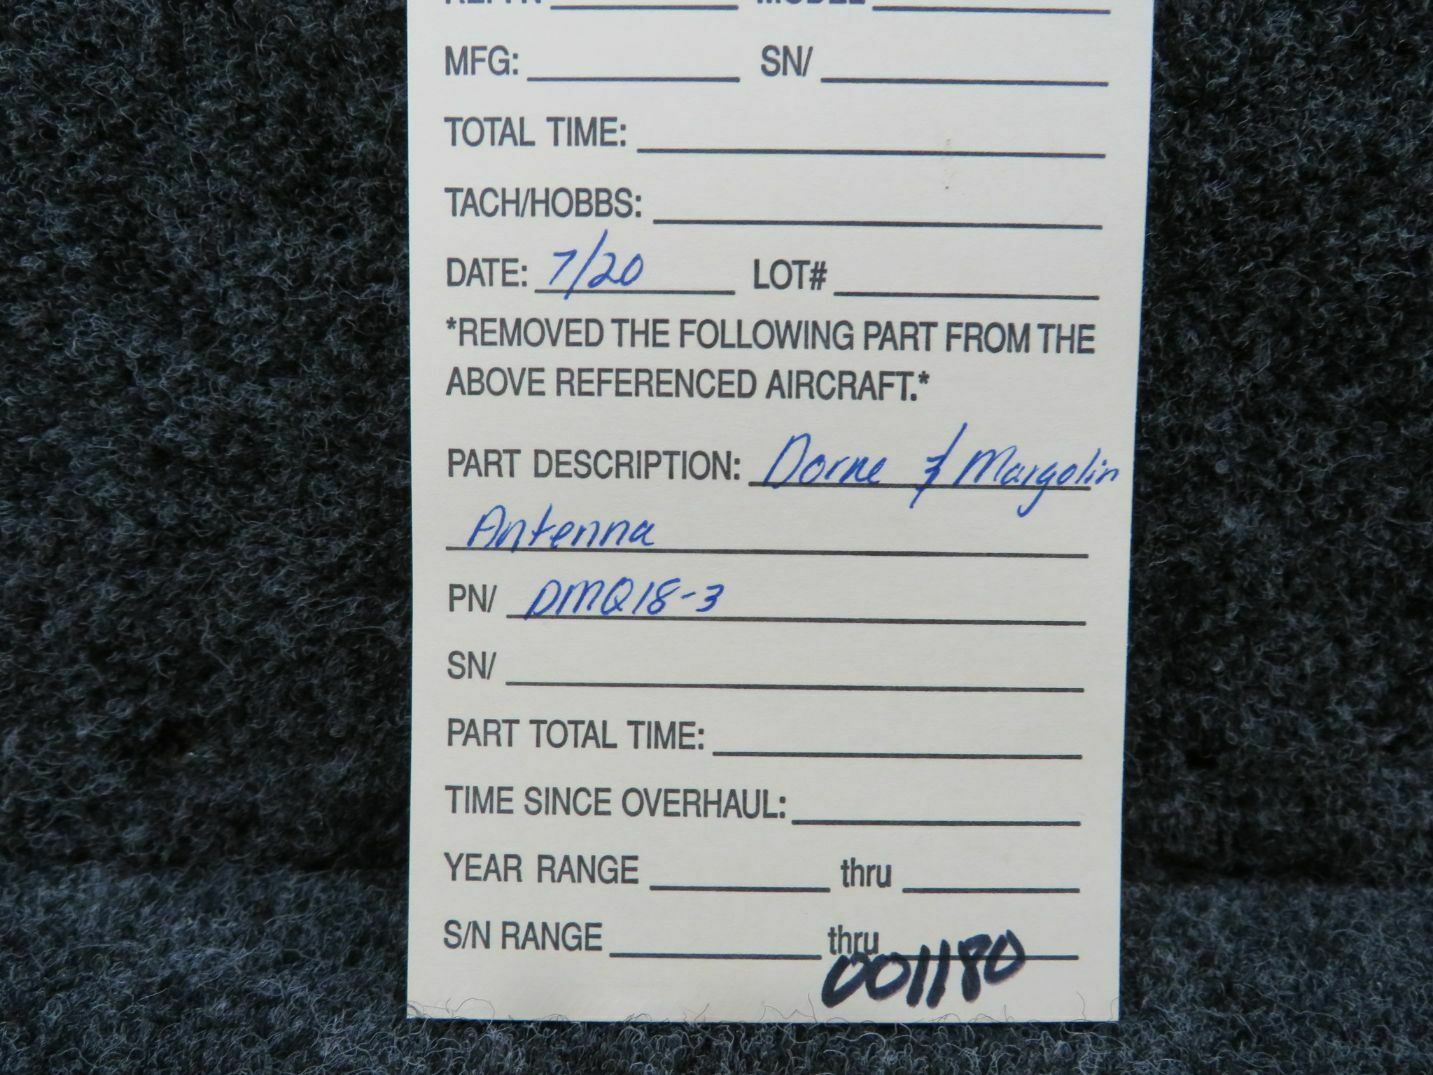 MODEL
MFG: SN/
TOTAL TIME:
TACH/HOBBS:
DATE: 7/20 LOT#
*REMOVED THE FOLLOWING PART FROM THE
ABOVE REFERENCED AIRCRAFT.*
PART DESCRIPTION: Dorne & Margolin
Antenna
PN/ DMQ18-3
SN/
PART TOTAL TIME:
TIME SINCE OVERHAUL:
YEAR RANGE thru
S/N RANGE thru
001180